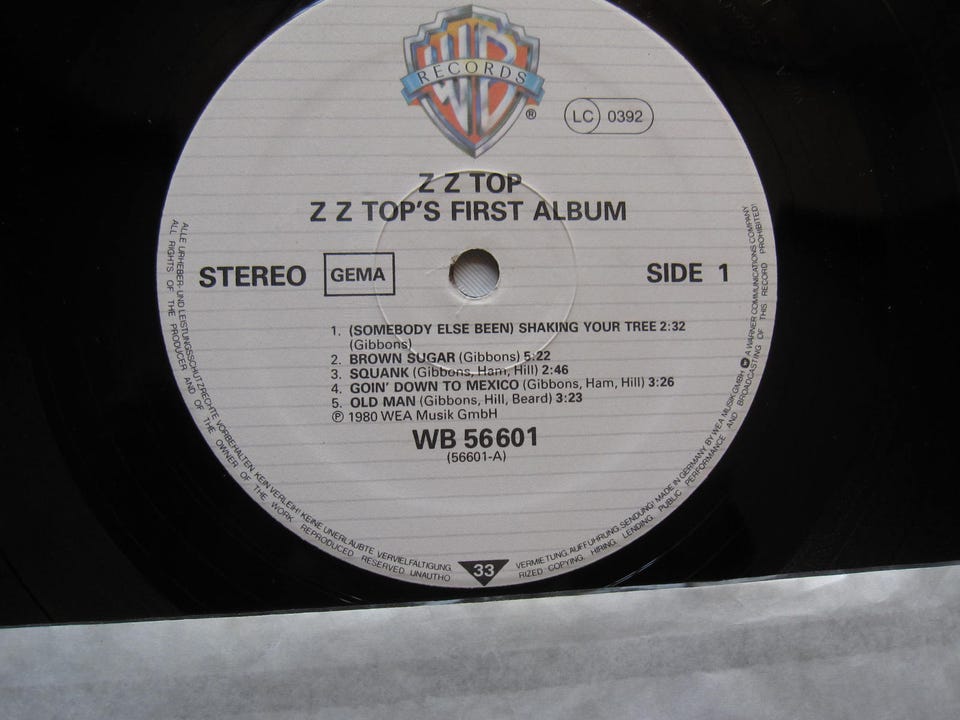 WB
RECORDS
®
LC 0392
Z Z TOP
Z Z TOP'S FIRST ALBUM
STEREO GEMA SIDE 1
1. (SOMEBODY ELSE BEEN) SHAKING YOUR TREE 2:32
(Gibbons)
2. BROWN SUGAR (Gibbons) 5:22
3. SQUANK (Gibbons, Ham, Hill) 2:46
4. GOIN' DOWN TO MEXICO (Gibbons, Ham, Hill) 3:26
5. OLD MAN (Gibbons, Hill, Beard) 3:23
℗ 1980 WEA Musik GmbH
WB 56601
(56601-A)
33
ALLE URHEBER- UND LEISTUNGSSCHUTZRECHTE VORBEHALTEN. KEIN VERLEIH! KEINE UNERLAUBTE VERVIELFÄLTIGUNG, VERMIETUNG, AUFFÜHRUNG, SENDUNG! MADE IN GERMANY BY WEA MUSIK GMBH A WARNER COMMUNICATIONS COMPANY
ALL RIGHTS OF THE PRODUCER AND OF THE OWNER OF THE WORK REPRODUCED RESERVED. UNAUTHORIZED COPYING, HIRING, LENDING, PUBLIC PERFORMANCE AND BROADCASTING OF THIS RECORD PROHIBITED!